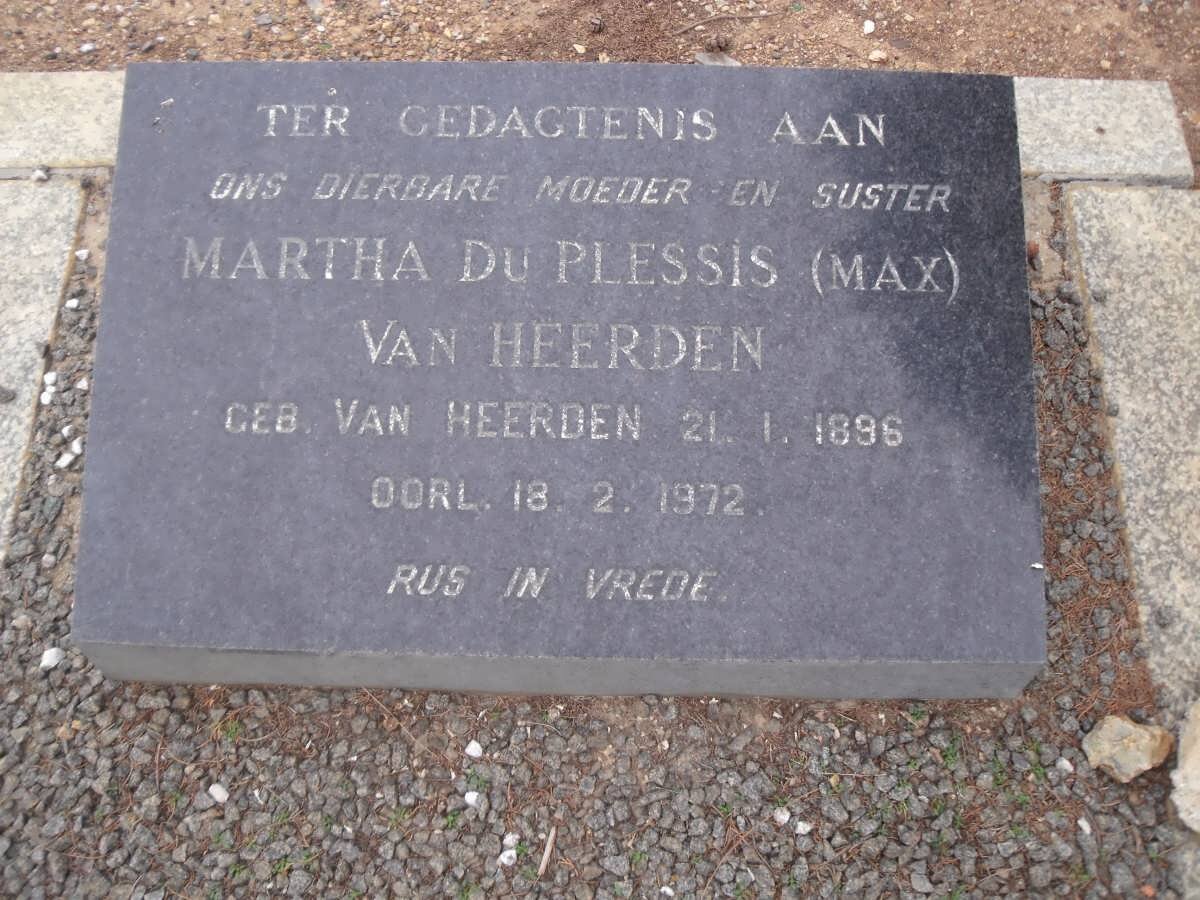 TER GEDACTENIS AAN
ONS DIERBARE MOEDER EN SUSTER
MARTHA DU PLESSIS (MAX)
VAN HEERDEN
GEB. VAN HEERDEN 21. 1. 1896
OORL. 18. 2. 1972.
RUS IN VREDE.